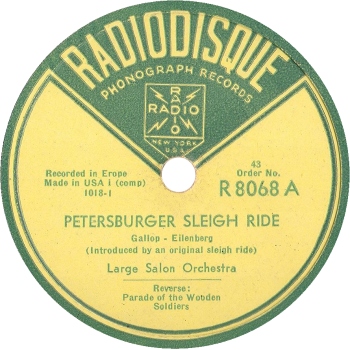 RADIODISQUE
PHONOGRAPH RECORDS
RADIO
RADIO
NEW YORK
U.S.A.
Recorded in Erope
Made in USA i (comp)
1018-1
43
Order No.
R 8068 A
PETERSBURGER SLEIGH RIDE
Gallop - Eilenberg
(Introduced by an original sleigh ride)
Large Salon Orchestra
Reverse:
Parade of the Wooden
Soldiers